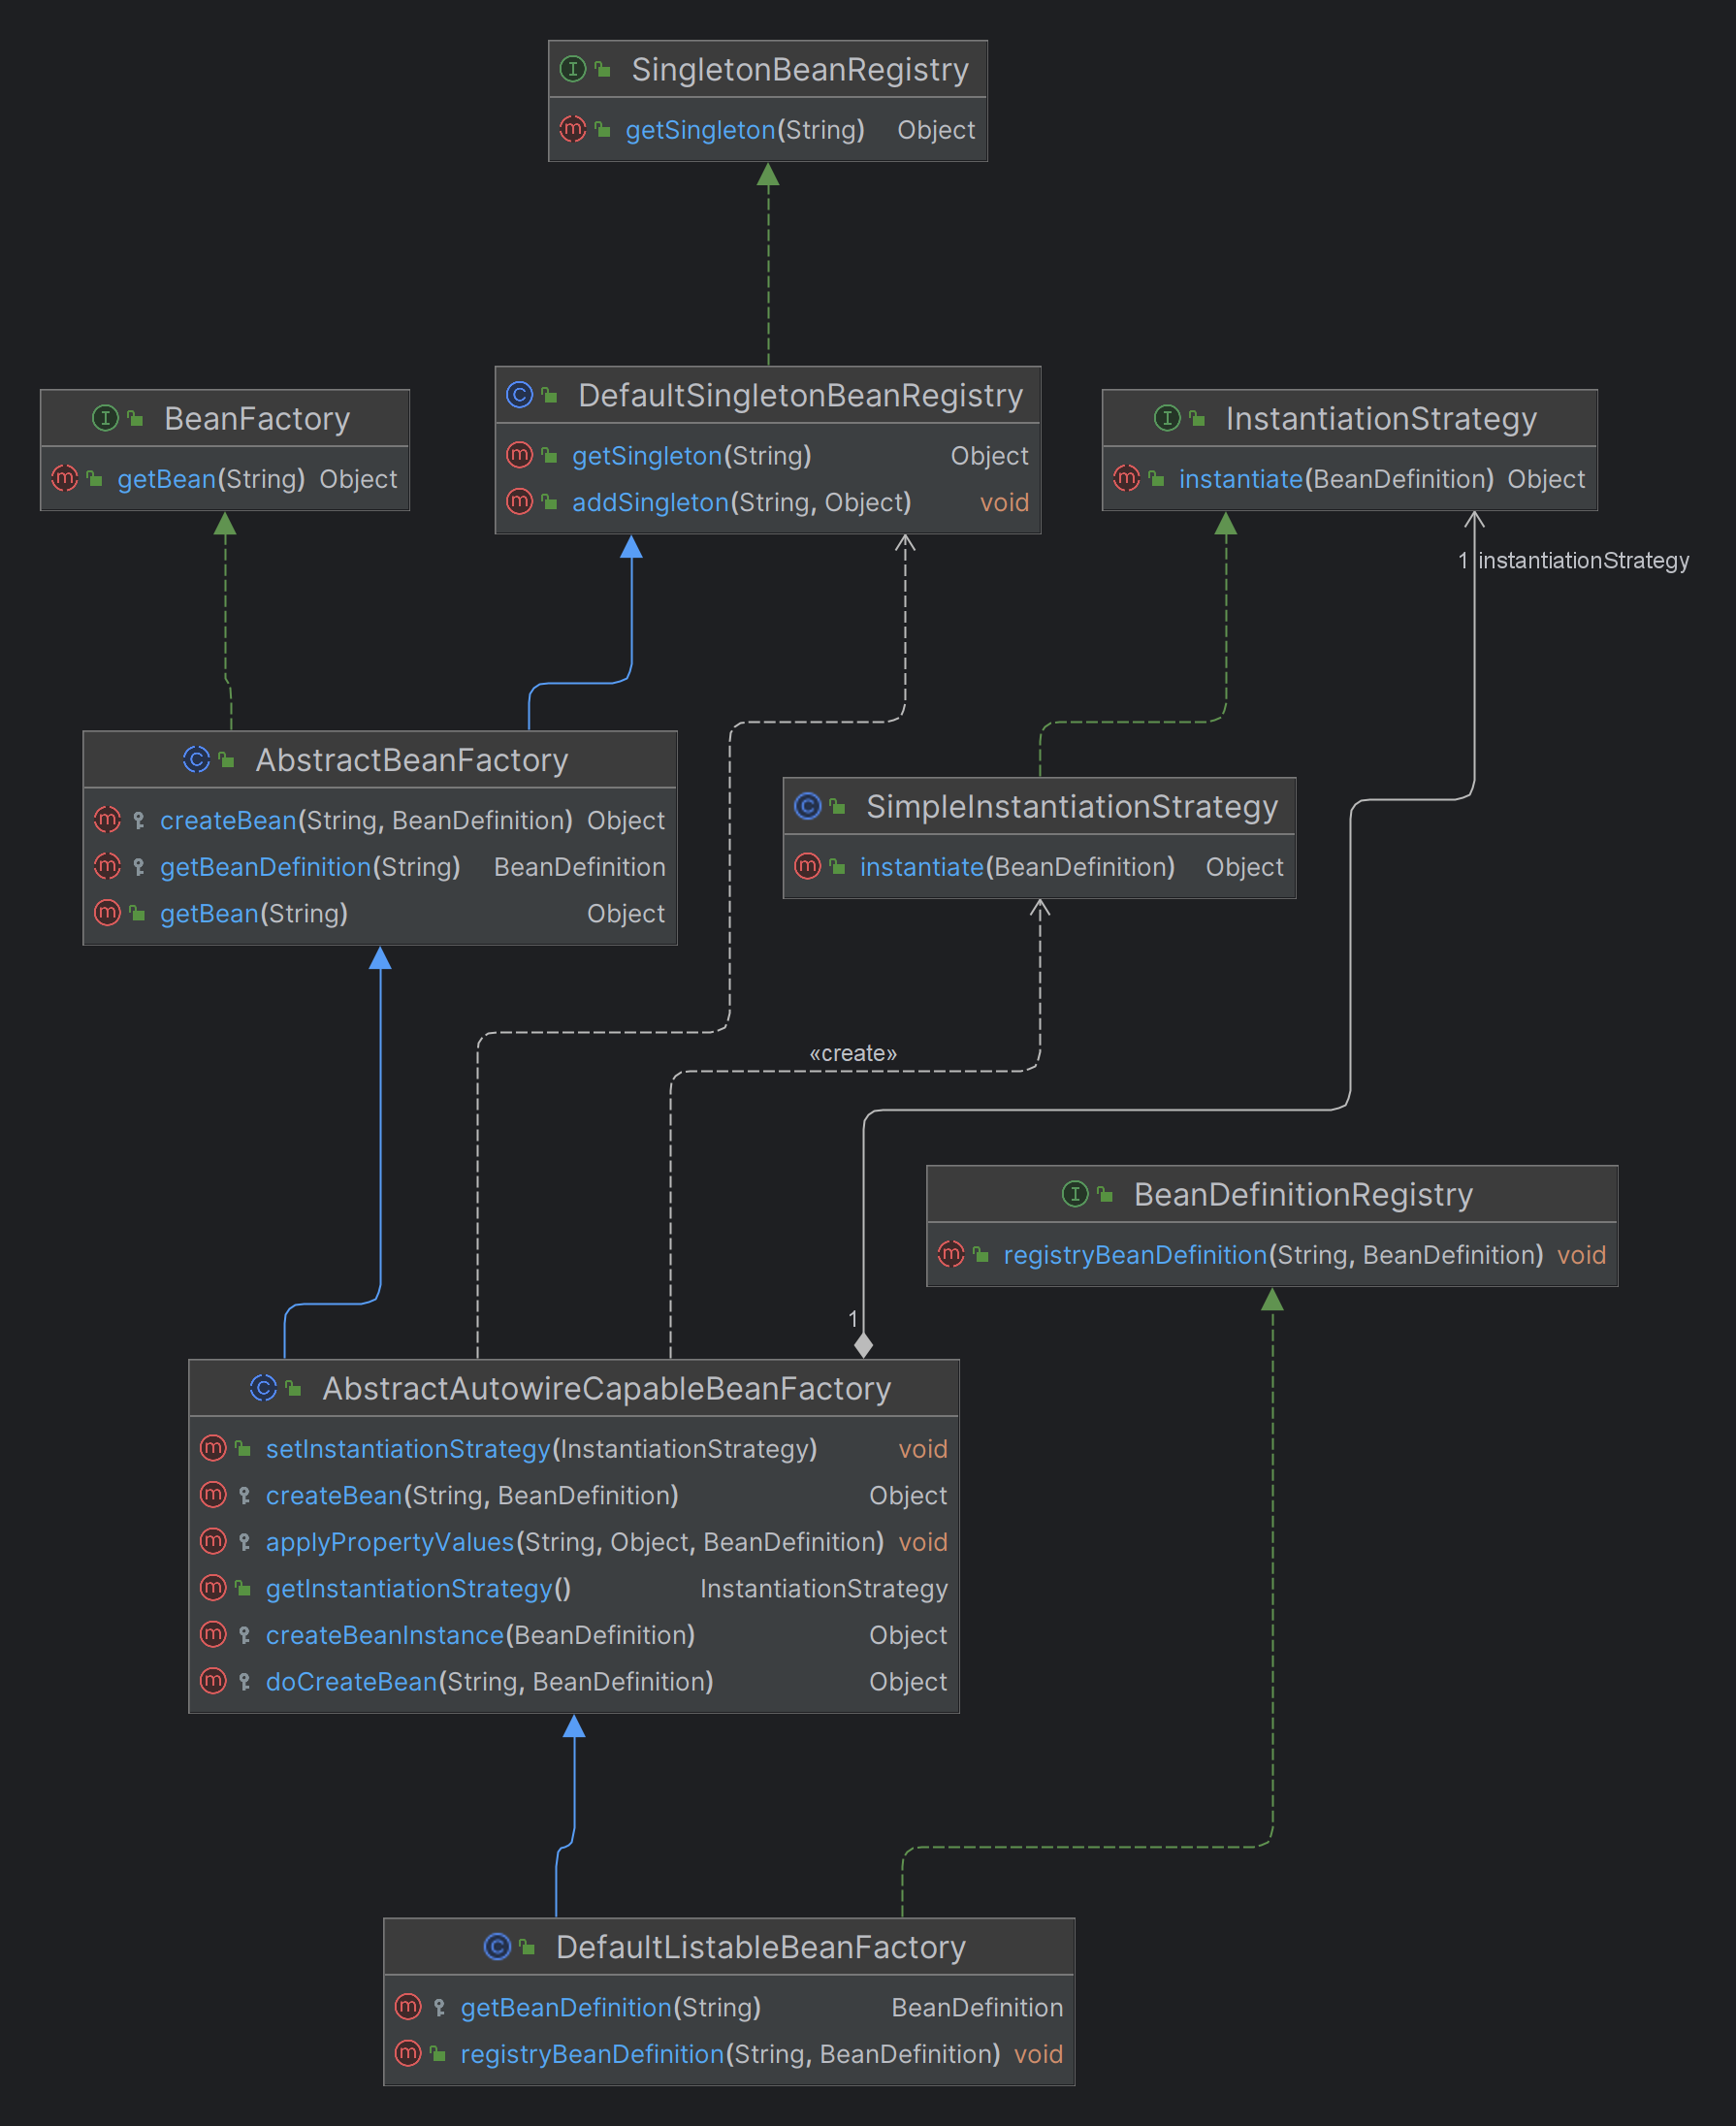 SingletonBeanRegistry
getSingleton(String) Object
BeanFactory
getBean(String) Object
DefaultSingletonBeanRegistry
getSingleton(String) Object
addSingleton(String, Object) void
InstantiationStrategy
instantiate(BeanDefinition) Object
1 instantiationStrategy
AbstractBeanFactory
createBean(String, BeanDefinition) Object
getBeanDefinition(String) BeanDefinition
getBean(String) Object
SimpleInstantiationStrategy
instantiate(BeanDefinition) Object
«create»
BeanDefinitionRegistry
registryBeanDefinition(String, BeanDefinition) void
1
AbstractAutowireCapableBeanFactory
setInstantiationStrategy(InstantiationStrategy) void
createBean(String, BeanDefinition) Object
applyPropertyValues(String, Object, BeanDefinition) void
getInstantiationStrategy() InstantiationStrategy
createBeanInstance(BeanDefinition) Object
doCreateBean(String, BeanDefinition) Object
DefaultListableBeanFactory
getBeanDefinition(String) BeanDefinition
registryBeanDefinition(String, BeanDefinition) void